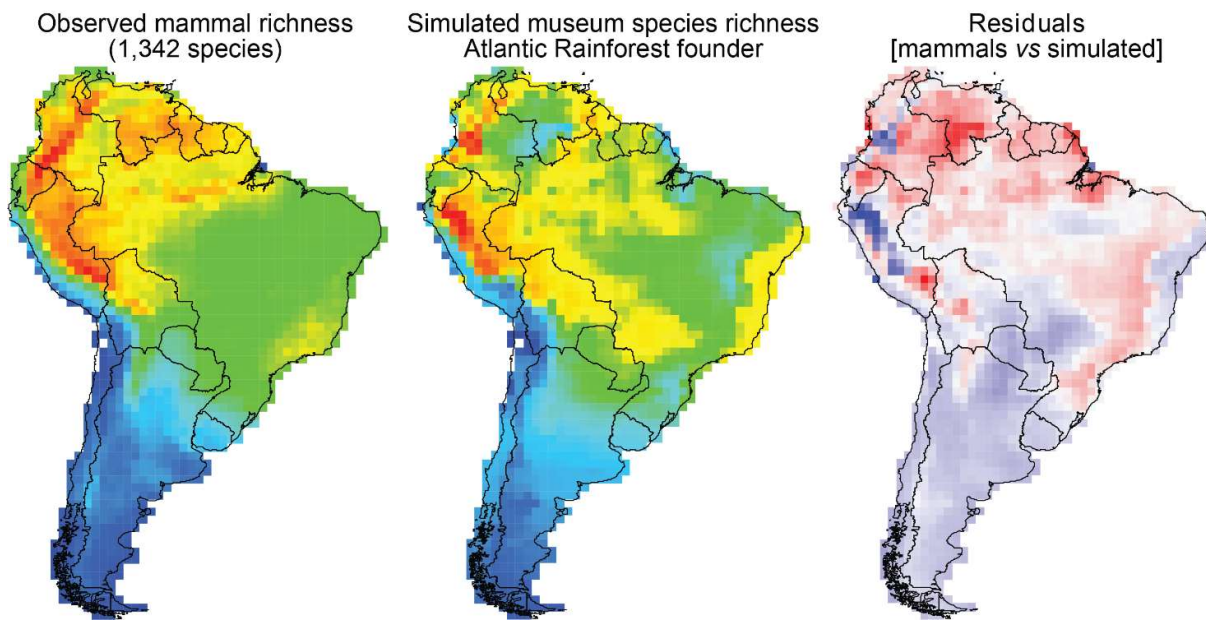 Observed mammal richness
(1,342 species)
Simulated museum species richness
Atlantic Rainforest founder
Residuals
[mammals vs simulated]